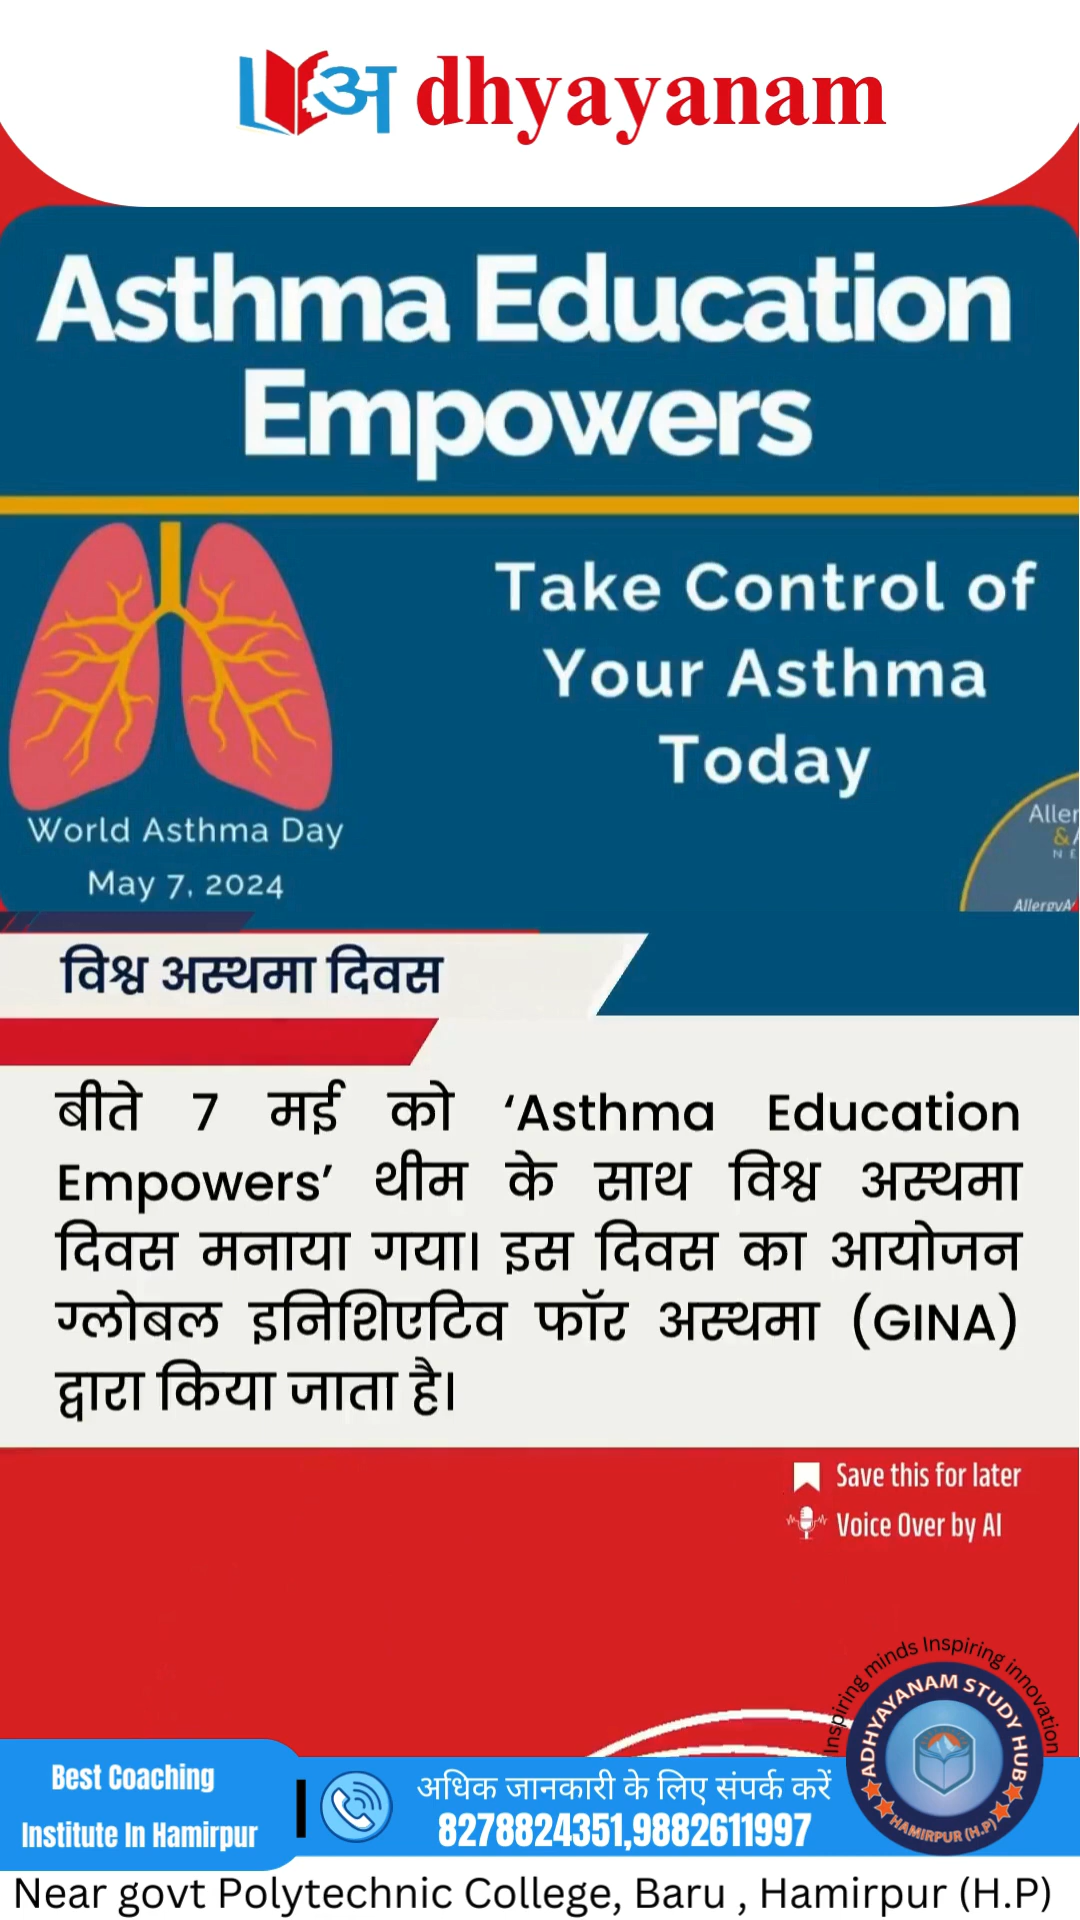 अ dhyayanam
Asthma Education
Empowers
Take Control of
Your Asthma
Today
World Asthma Day
May 7, 2024
Aller
&
N E
AllergyA
विश्व अस्थमा दिवस
बीते 7 मई को ‘Asthma Education
Empowers’ थीम के साथ विश्व अस्थमा
दिवस मनाया गया। इस दिवस का आयोजन
ग्लोबल इनिशिएटिव फॉर अस्थमा (GINA)
द्वारा किया जाता है।
Save this for later
Voice Over by AI
Inspiring minds Inspiring innovation
ADHYAYANAM STUDY HUB
HAMIRPUR (H.P)
Best Coaching
Institute In Hamirpur
अधिक जानकारी के लिए संपर्क करें
8278824351,9882611997
Near govt Polytechnic College, Baru , Hamirpur (H.P)